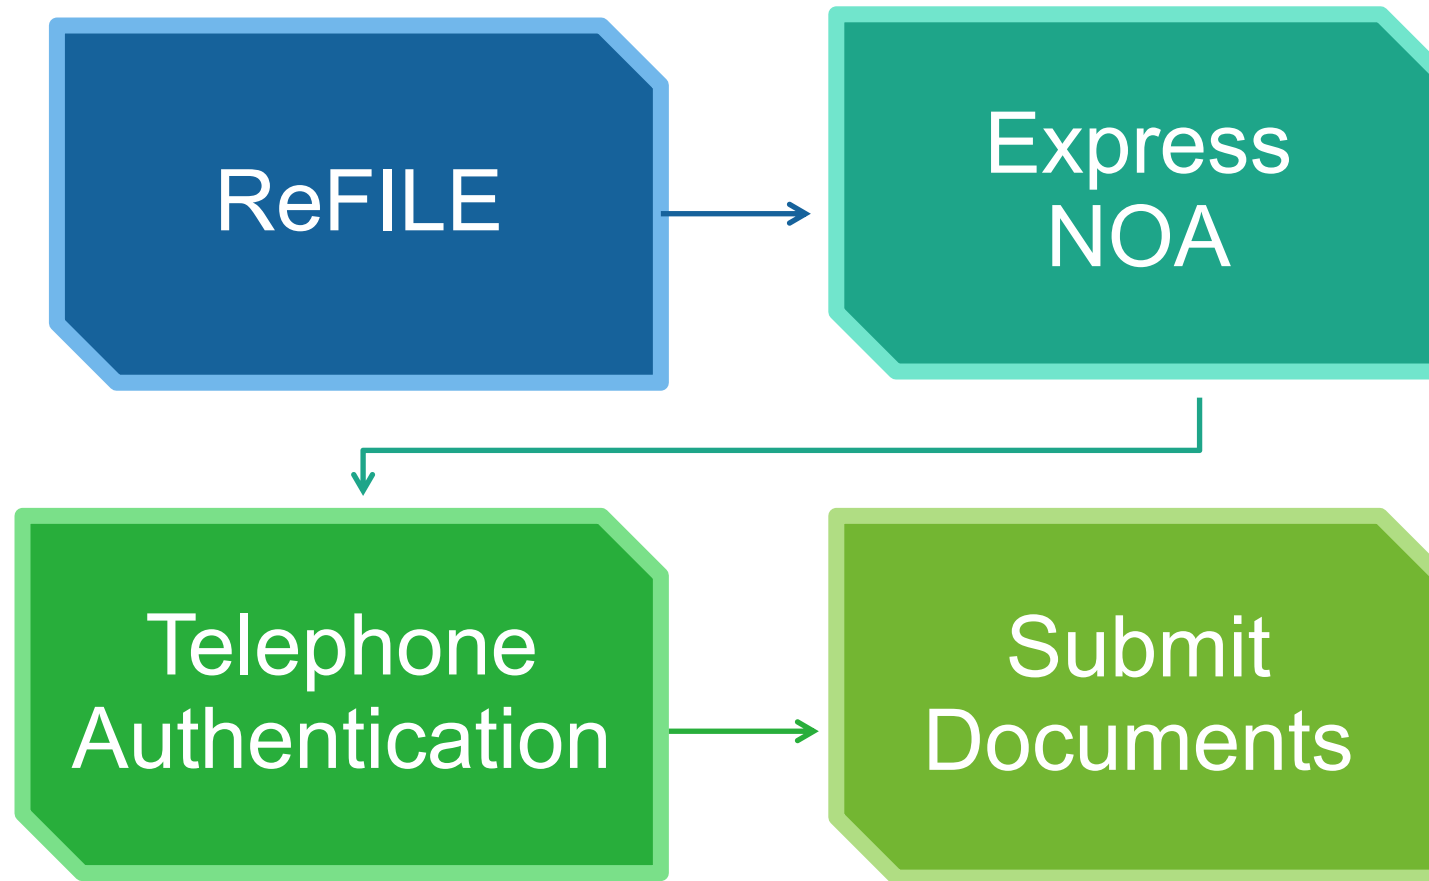 ReFILE
Express
NOA
Telephone
Authentication
Submit
Documents